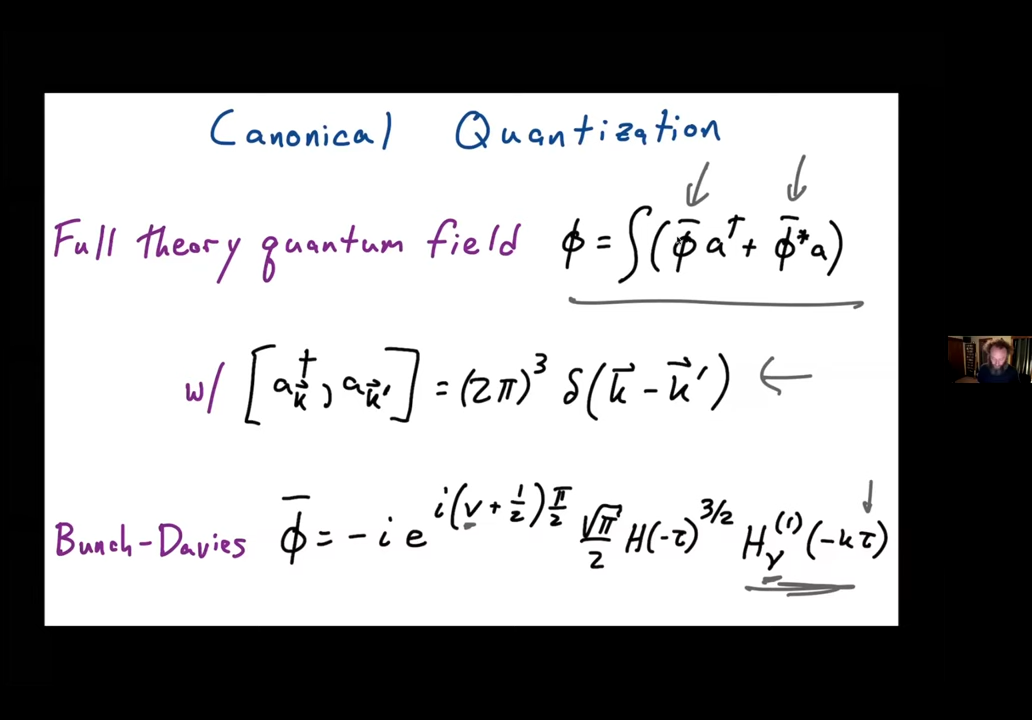 Canonical Quantization
Full theory quantum field ϕ = ∫(ϕ̄ a† + ϕ̄* a)
w/ [a†_k⃗, a_k⃗'] = (2π)³ δ(k⃗ - k⃗')
Bunch-Davies ϕ̄ = -i e^{i(ν + 1/2)π/2} √π/2 H(-τ)^{3/2} H_ν^{(1)}(-kτ)